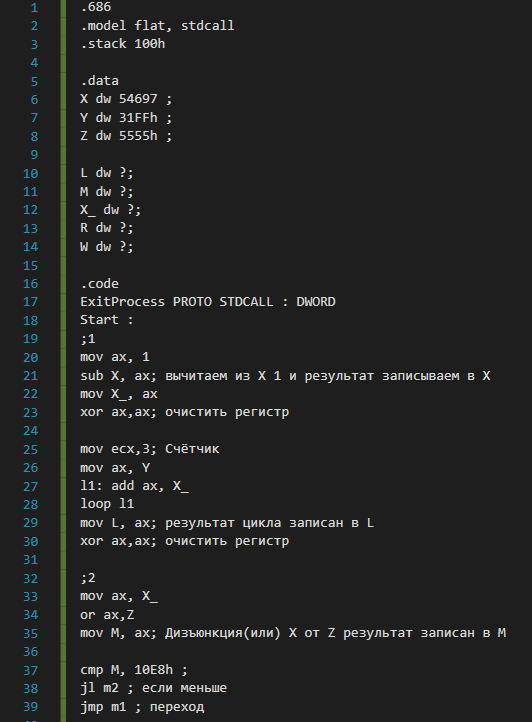 1 .686
2 .model flat, stdcall
3 .stack 100h
4
5 .data
6 X dw 54697 ;
7 Y dw 31FFh ;
8 Z dw 5555h ;
9
10 L dw ?;
11 M dw ?;
12 X_ dw ?;
13 R dw ?;
14 W dw ?;
15
16 .code
17 ExitProcess PROTO STDCALL : DWORD
18 Start :
19 ;1
20 mov ax, 1
21 sub X, ax; вычитаем из X 1 и результат записываем в X
22 mov X_, ax
23 xor ax,ax; очистить регистр
24
25 mov ecx,3; Счётчик
26 mov ax, Y
27 l1: add ax, X_
28 loop l1
29 mov L, ax; результат цикла записан в L
30 xor ax,ax; очистить регистр
31
32 ;2
33 mov ax, X_
34 or ax,Z
35 mov M, ax; Дизъюнкция(или) X от Z результат записан в M
36
37 cmp M, 10E8h ;
38 jl m2 ; если меньше
39 jmp m1 ; переход